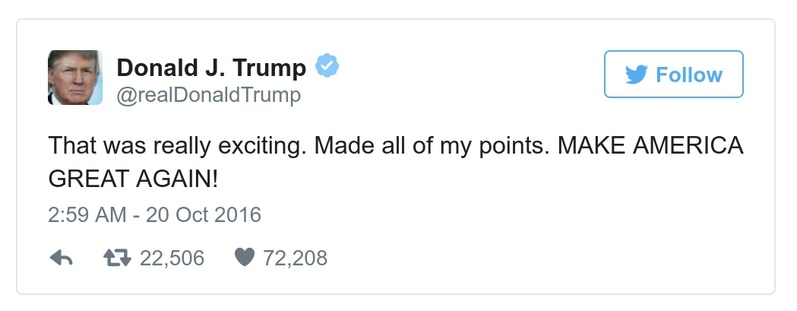 Donald J. Trump
Follow
@realDonaldTrump
That was really exciting. Made all of my points. MAKE AMERICA
GREAT AGAIN!
2:59 AM - 20 Oct 2016
22,506 72,208